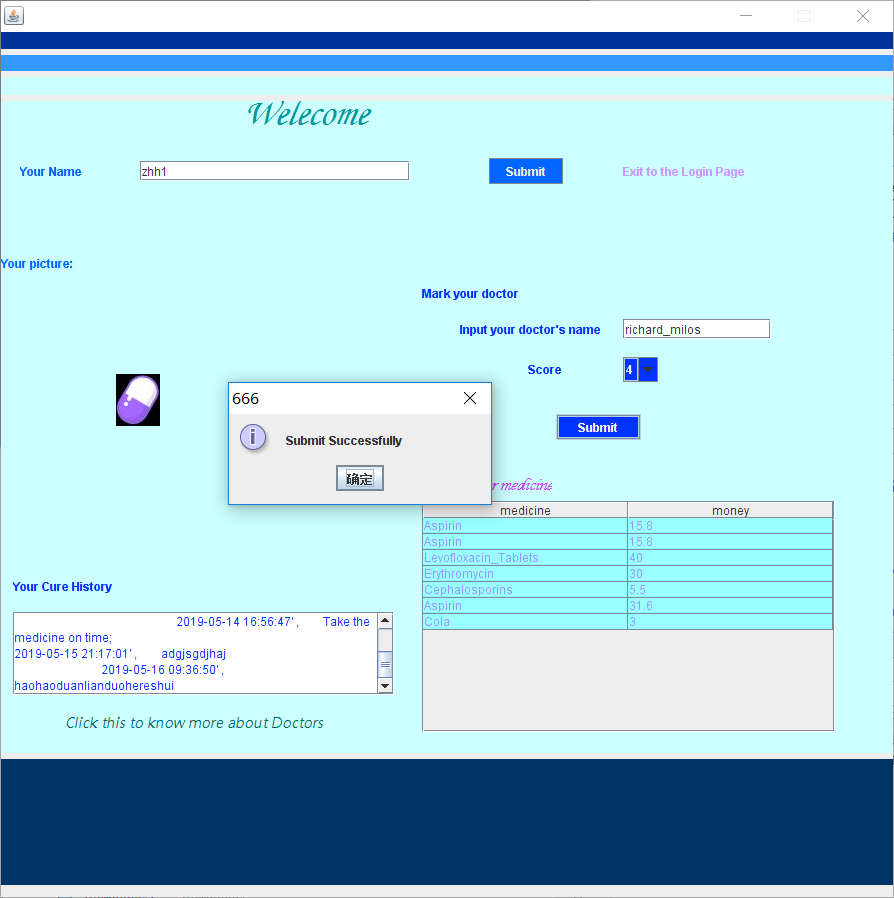 Welecome
Your Name
zhh1
Submit
Exit to the Login Page
Your picture:
Mark your doctor
Input your doctor's name
richard_milos
Score
4
Submit
666
Submit Successfully
确定
r medicine
medicine money
Aspirin 15.8
Aspirin 15.8
Levofloxacin_Tablets 40
Erythromycin 30
Cephalosporins 5.5
Aspirin 31.6
Cola 3
Your Cure History
2019-05-14 16:56:47', Take the
medicine on time;
2019-05-15 21:17:01', adgjsgdjhaj
2019-05-16 09:36:50',
haohaoduanlianduohereshui
Click this to know more about Doctors